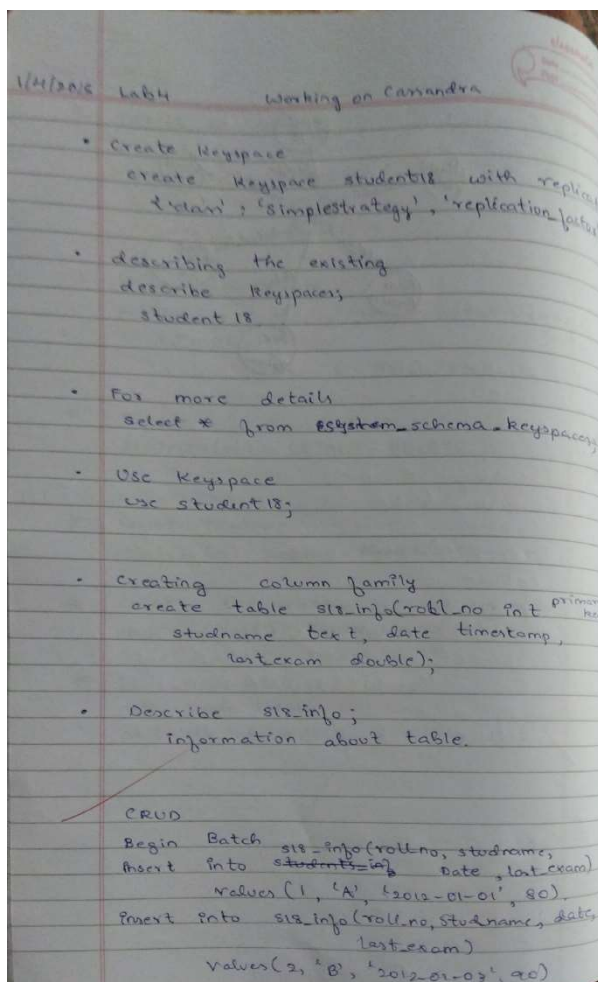 1/4/2018 Lab4 Working on Cassandra
• Create Keyspace
create keyspace student18 with replica
{'class' : 'simplestrategy', 'replication_factor
• describing the existing
describe keyspaces;
student 18
• For more details
select * from system_schema.keyspaces;
• Use Keyspace
use student18;
• Creating column family
create table s18_info(roll_no int primary key
studname text, date timestamp,
last_exam double);
• Describe s18_info;
information about table.
CRUD
Begin Batch
insert into s18_info(roll_no, studname,
Date, last_exam)
values (1, 'A', '2012-01-01', 80)
insert into s18_info(roll_no, studname, date,
last_exam)
values(2, 'B', '2012-02-03', 90)